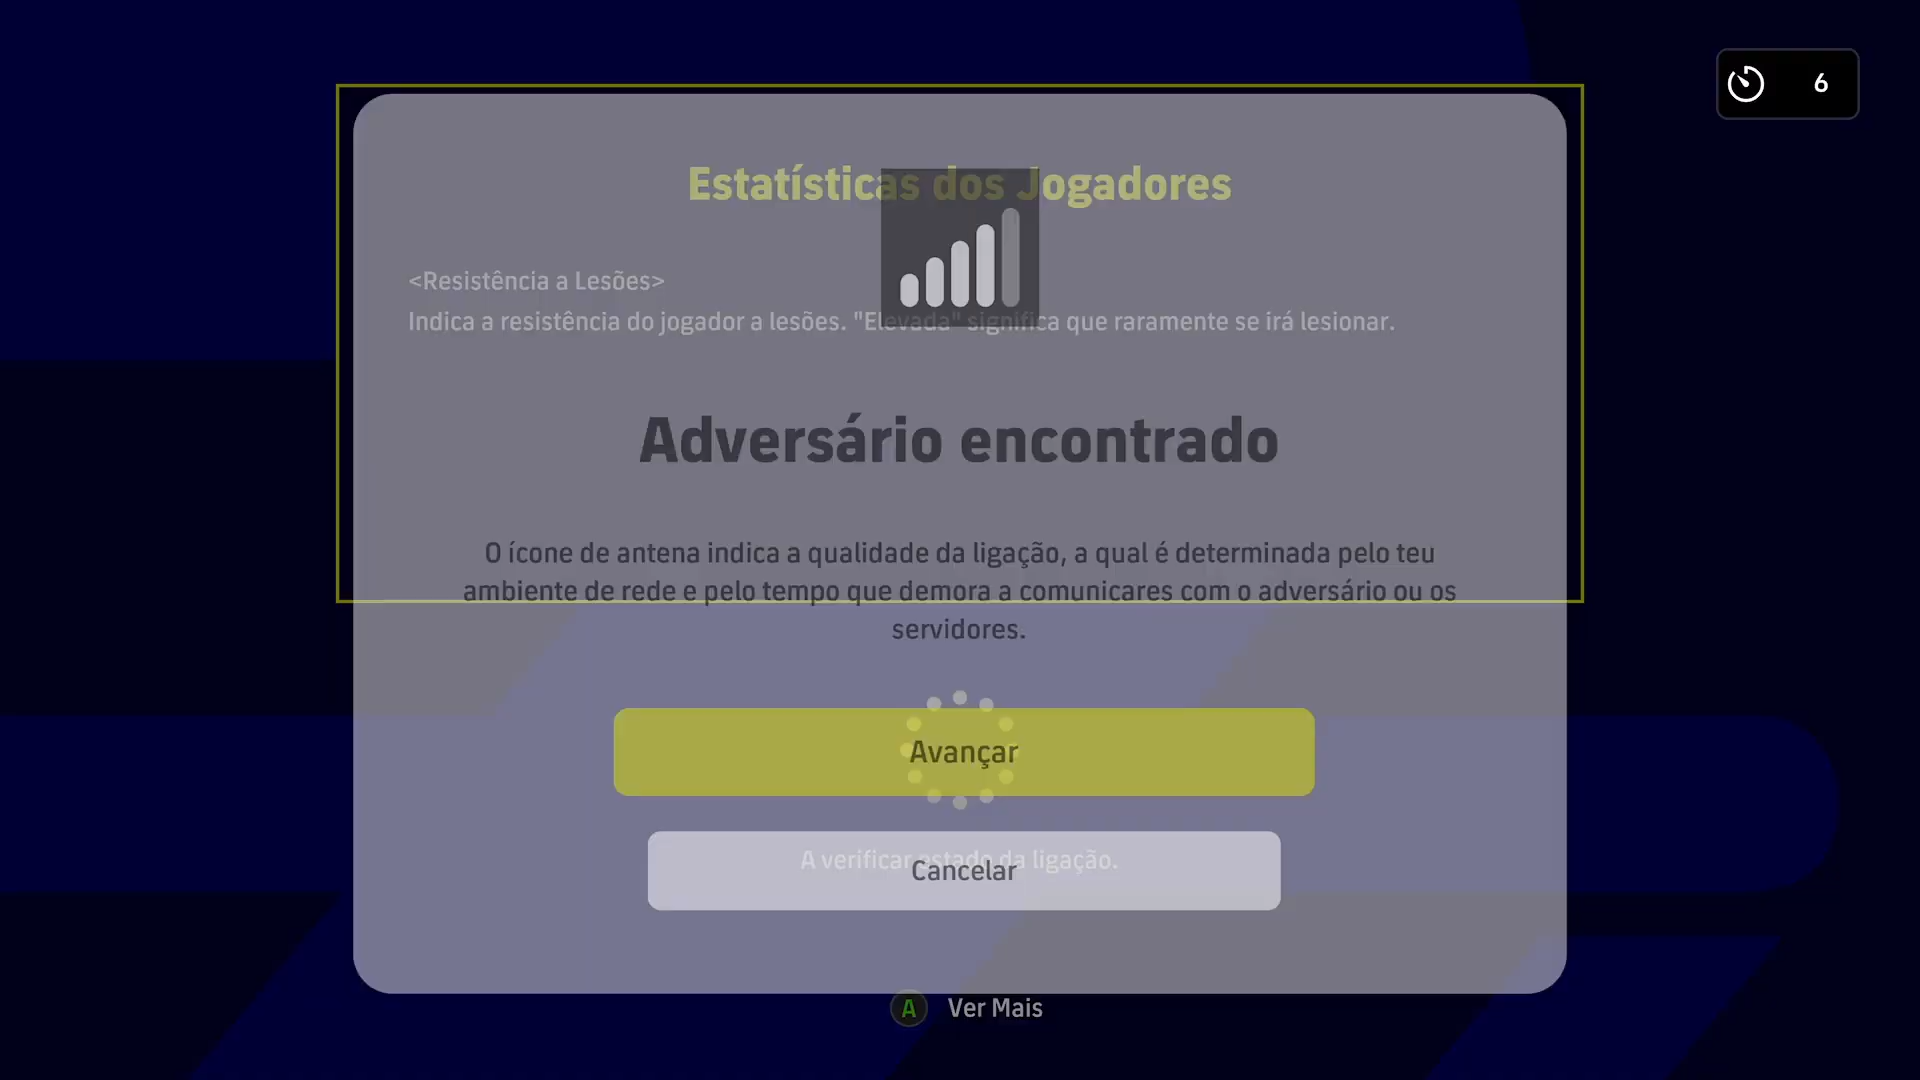 6
Estatísticas dos Jogadores
<Resistência a Lesões>
Indica a resistência do jogador a lesões. "Elevada" significa que raramente se irá lesionar.
Adversário encontrado
O ícone de antena indica a qualidade da ligação, a qual é determinada pelo teu
ambiente de rede e pelo tempo que demora a comunicares com o adversário ou os
servidores.
Avançar
A verificar estado da ligação.
Cancelar
A Ver Mais